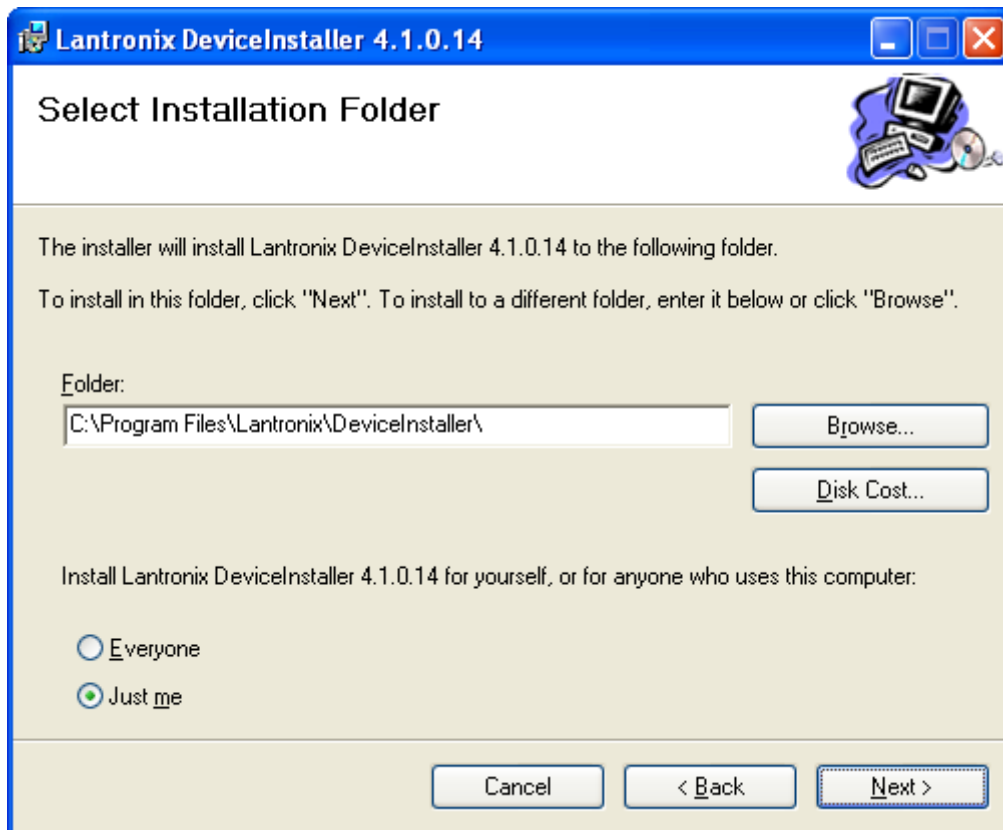 Lantronix DeviceInstaller 4.1.0.14
Select Installation Folder
The installer will install Lantronix DeviceInstaller 4.1.0.14 to the following folder.
To install in this folder, click "Next". To install to a different folder, enter it below or click "Browse".
Folder:
C:\Program Files\Lantronix\DeviceInstaller\
Browse...
Disk Cost...
Install Lantronix DeviceInstaller 4.1.0.14 for yourself, or for anyone who uses this computer:
Everyone
Just me
Cancel
< Back
Next >